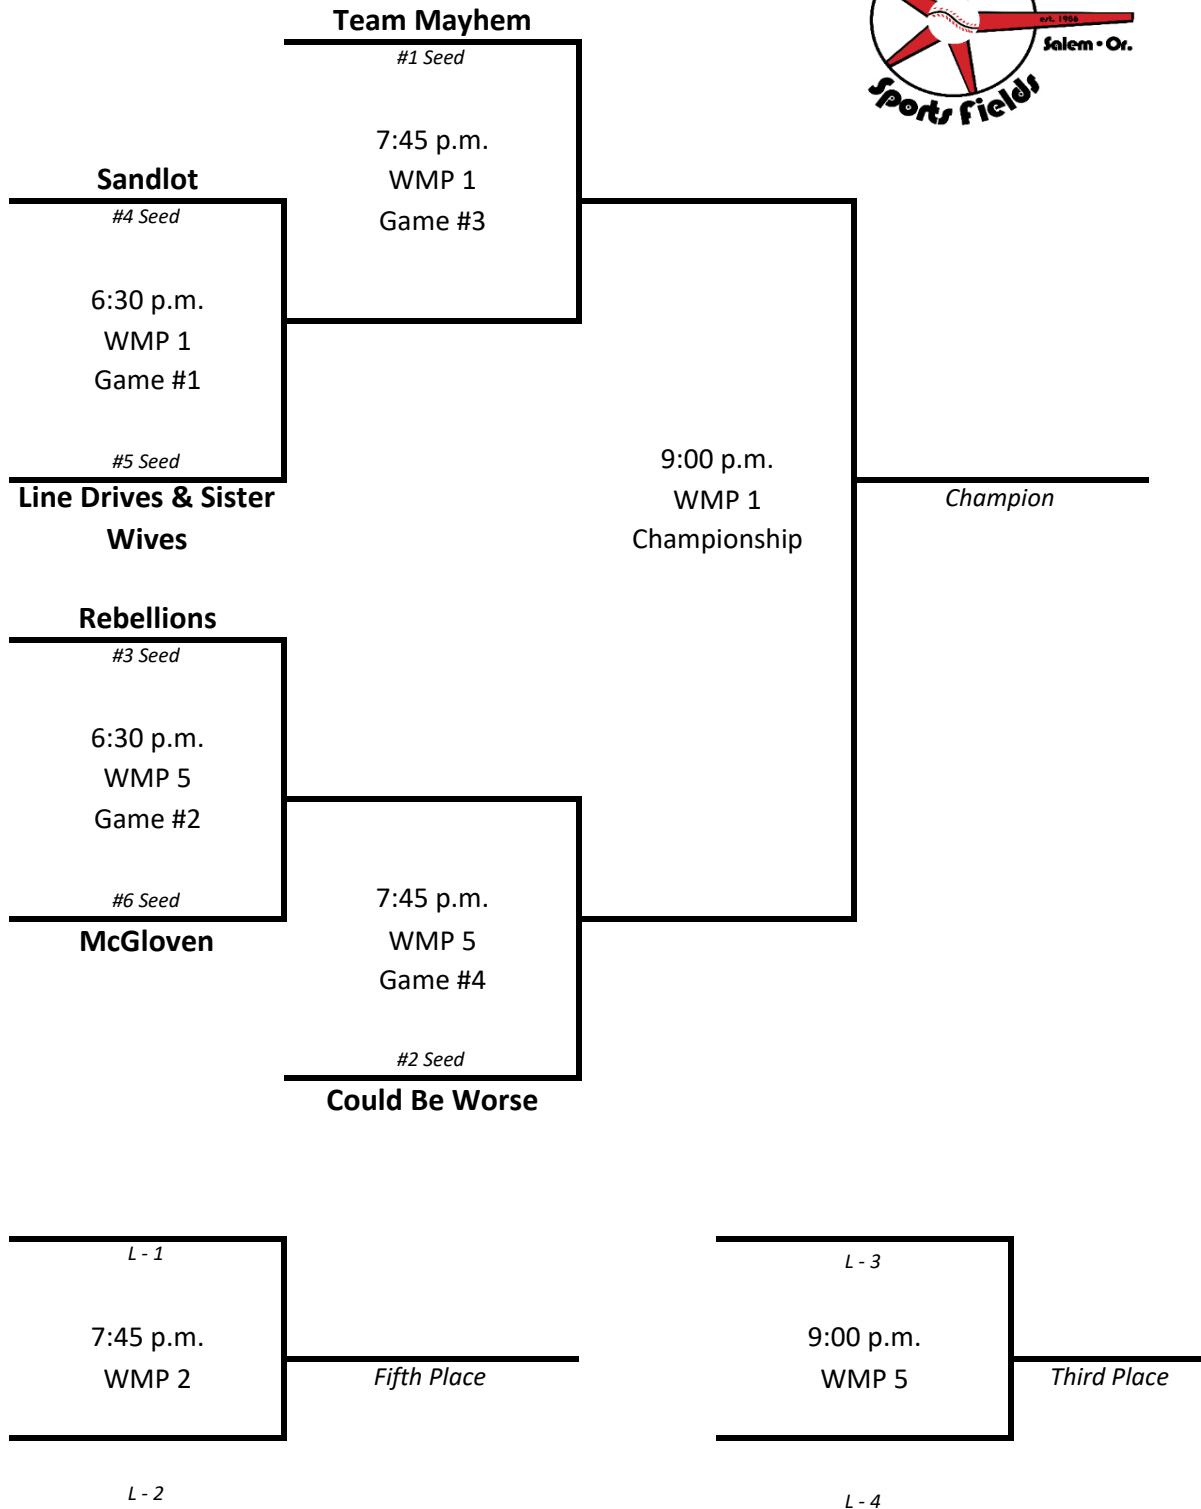 Team Mayhem
#1 Seed
est. 1986
Salem • Or.
Sports Fields
7:45 p.m.
WMP 1
Game #3
Sandlot
#4 Seed
6:30 p.m.
WMP 1
Game #1
#5 Seed
Line Drives & Sister
Wives
9:00 p.m.
WMP 1
Championship
Champion
Rebellions
#3 Seed
6:30 p.m.
WMP 5
Game #2
#6 Seed
McGloven
7:45 p.m.
WMP 5
Game #4
#2 Seed
Could Be Worse
L - 1
7:45 p.m.
WMP 2
Fifth Place
L - 2
L - 3
9:00 p.m.
WMP 5
Third Place
L - 4